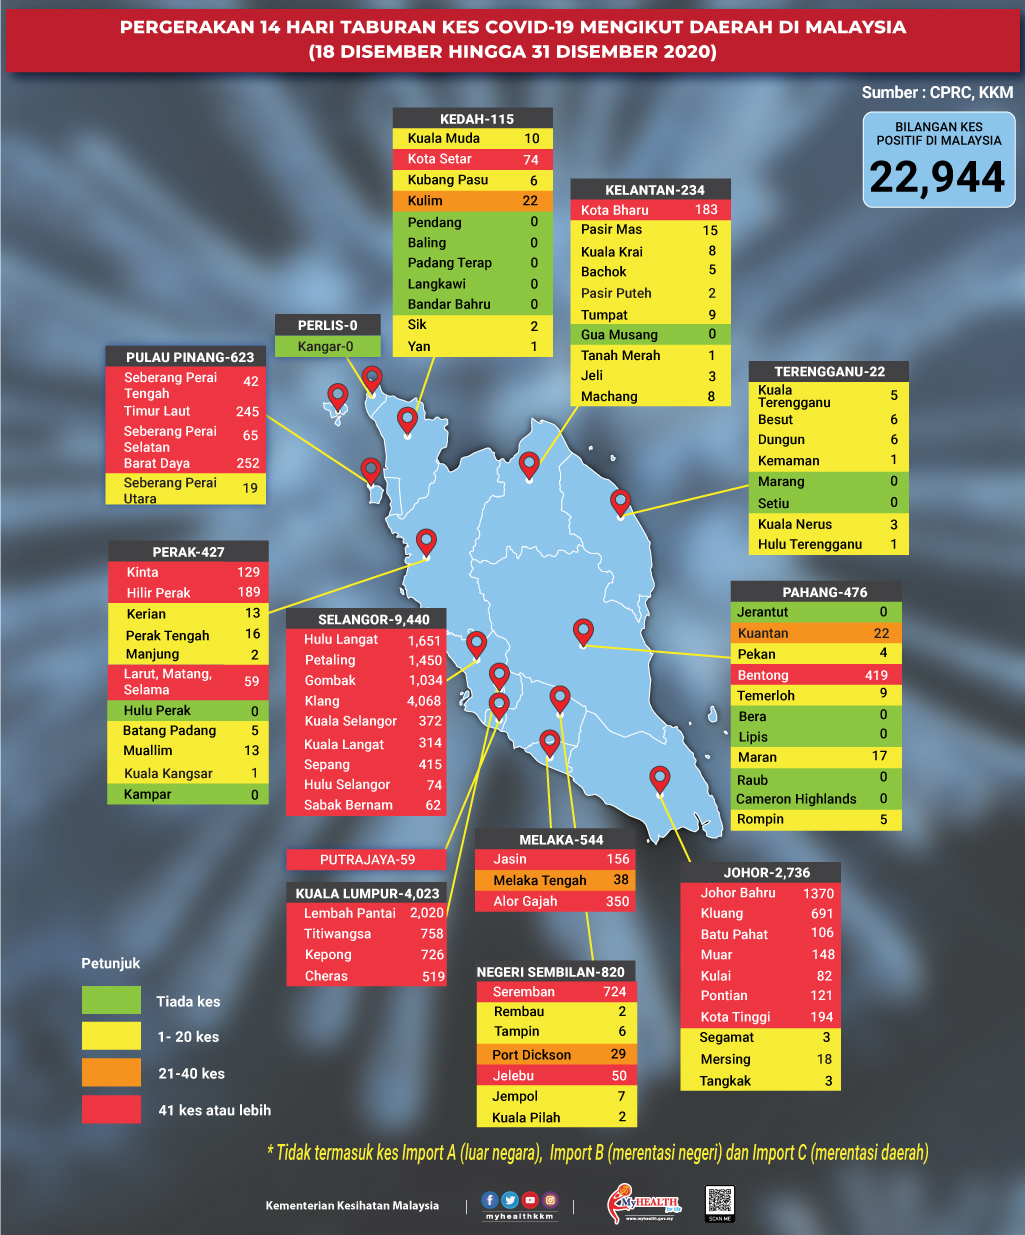 PERGERAKAN 14 HARI TABURAN KES COVID-19 MENGIKUT DAERAH DI MALAYSIA
(18 DISEMBER HINGGA 31 DISEMBER 2020)
Sumber : CPRC, KKM
BILANGAN KES
POSITIF DI MALAYSIA
22,944
KEDAH-115
Kuala Muda 10
Kota Setar 74
Kubang Pasu 6
Kulim 22
Pendang 0
Baling 0
Padang Terap 0
Langkawi 0
Bandar Bahru 0
Sik 2
Yan 1
KELANTAN-234
Kota Bharu 183
Pasir Mas 15
Kuala Krai 8
Bachok 5
Pasir Puteh 2
Tumpat 9
Gua Musang 0
Tanah Merah 1
Jeli 3
Machang 8
PERLIS-0
Kangar-0
PULAU PINANG-623
Seberang Perai
Tengah 42
Timur Laut 245
Seberang Perai
Selatan 65
Barat Daya 252
Seberang Perai
Utara 19
TERENGGANU-22
Kuala
Terengganu 5
Besut 6
Dungun 6
Kemaman 1
Marang 0
Setiu 0
Kuala Nerus 3
Hulu Terengganu 1
PERAK-427
Kinta 129
Hilir Perak 189
Kerian 13
Perak Tengah 16
Manjung 2
Larut, Matang,
Selama 59
Hulu Perak 0
Batang Padang 5
Muallim 13
Kuala Kangsar 1
Kampar 0
SELANGOR-9,440
Hulu Langat 1,651
Petaling 1,450
Gombak 1,034
Klang 4,068
Kuala Selangor 372
Kuala Langat 314
Sepang 415
Hulu Selangor 74
Sabak Bernam 62
PAHANG-476
Jerantut 0
Kuantan 22
Pekan 4
Bentong 419
Temerloh 9
Bera 0
Lipis 0
Maran 17
Raub 0
Cameron Highlands 0
Rompin 5
PUTRAJAYA-59
KUALA LUMPUR-4,023
Lembah Pantai 2,020
Titiwangsa 758
Kepong 726
Cheras 519
MELAKA-544
Jasin 156
Melaka Tengah 38
Alor Gajah 350
JOHOR-2,736
Johor Bahru 1370
Kluang 691
Batu Pahat 106
Muar 148
Kulai 82
Pontian 121
Kota Tinggi 194
Segamat 3
Mersing 18
Tangkak 3
NEGERI SEMBILAN-820
Seremban 724
Rembau 2
Tampin 6
Port Dickson 29
Jelebu 50
Jempol 7
Kuala Pilah 2
Petunjuk
Tiada kes
1- 20 kes
21-40 kes
41 kes atau lebih
* Tidak termasuk kes Import A (luar negara), Import B (merentasi negeri) dan Import C (merentasi daerah)
Kementerian Kesihatan Malaysia
myhealthkkm
MyHEALTH
for life
www.myhealth.gov.my
SCAN ME